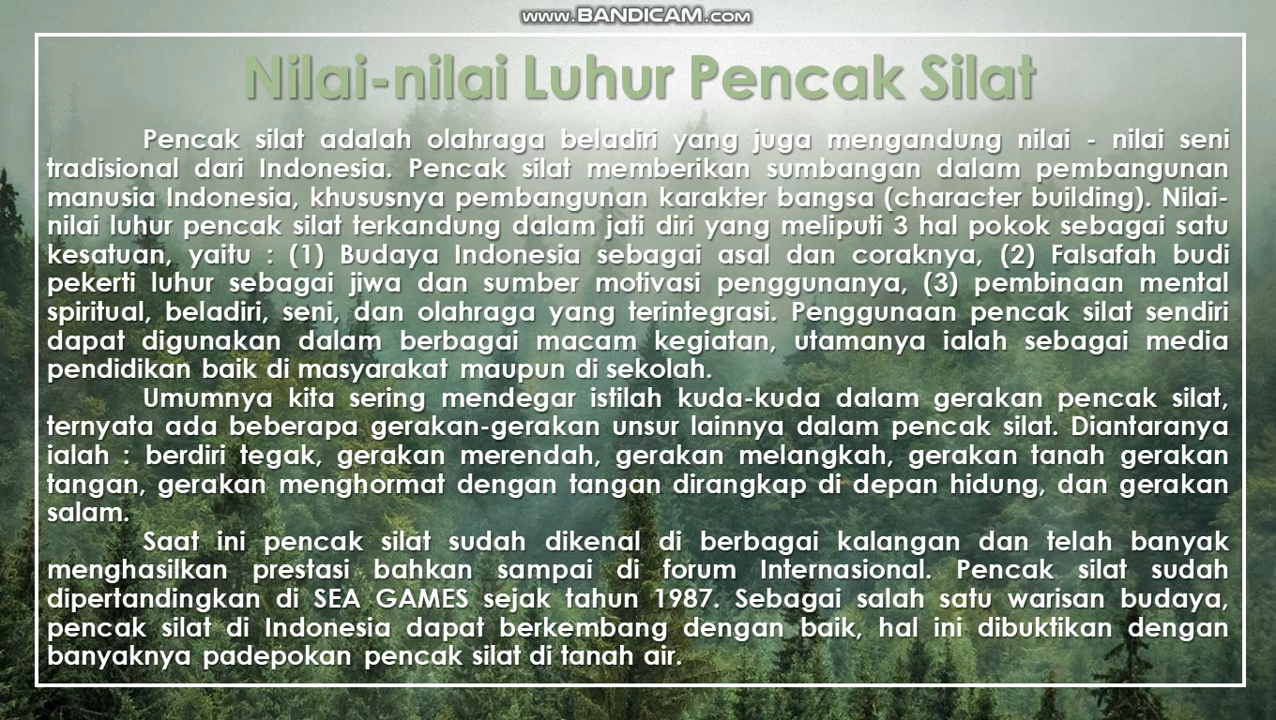 www.BANDICAM.com
Nilai-nilai Luhur Pencak Silat
Pencak silat adalah olahraga beladiri yang juga mengandung nilai - nilai seni
tradisional dari Indonesia. Pencak silat memberikan sumbangan dalam pembangunan
manusia Indonesia, khususnya pembangunan karakter bangsa (character building). Nilai-
nilai luhur pencak silat terkandung dalam jati diri yang meliputi 3 hal pokok sebagai satu
kesatuan, yaitu : (1) Budaya Indonesia sebagai asal dan coraknya, (2) Falsafah budi
pekerti luhur sebagai jiwa dan sumber motivasi penggunanya, (3) pembinaan mental
spiritual, beladiri, seni, dan olahraga yang terintegrasi. Penggunaan pencak silat sendiri
dapat digunakan dalam berbagai macam kegiatan, utamanya ialah sebagai media
pendidikan baik di masyarakat maupun di sekolah.
Umumnya kita sering mendegar istilah kuda-kuda dalam gerakan pencak silat,
ternyata ada beberapa gerakan-gerakan unsur lainnya dalam pencak silat. Diantaranya
ialah : berdiri tegak, gerakan merendah, gerakan melangkah, gerakan tanah gerakan
tangan, gerakan menghormat dengan tangan dirangkap di depan hidung, dan gerakan
salam.
Saat ini pencak silat sudah dikenal di berbagai kalangan dan telah banyak
menghasilkan prestasi bahkan sampai di forum Internasional. Pencak silat sudah
dipertandingkan di SEA GAMES sejak tahun 1987. Sebagai salah satu warisan budaya,
pencak silat di Indonesia dapat berkembang dengan baik, hal ini dibuktikan dengan
banyaknya padepokan pencak silat di tanah air.